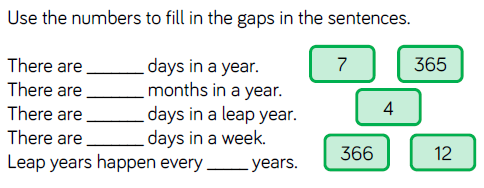 Use the numbers to fill in the gaps in the sentences.
There are _______ days in a year.
There are _______ months in a year.
There are _______ days in a leap year.
There are _______ days in a week.
Leap years happen every _____ years.
7 365
4
366 12